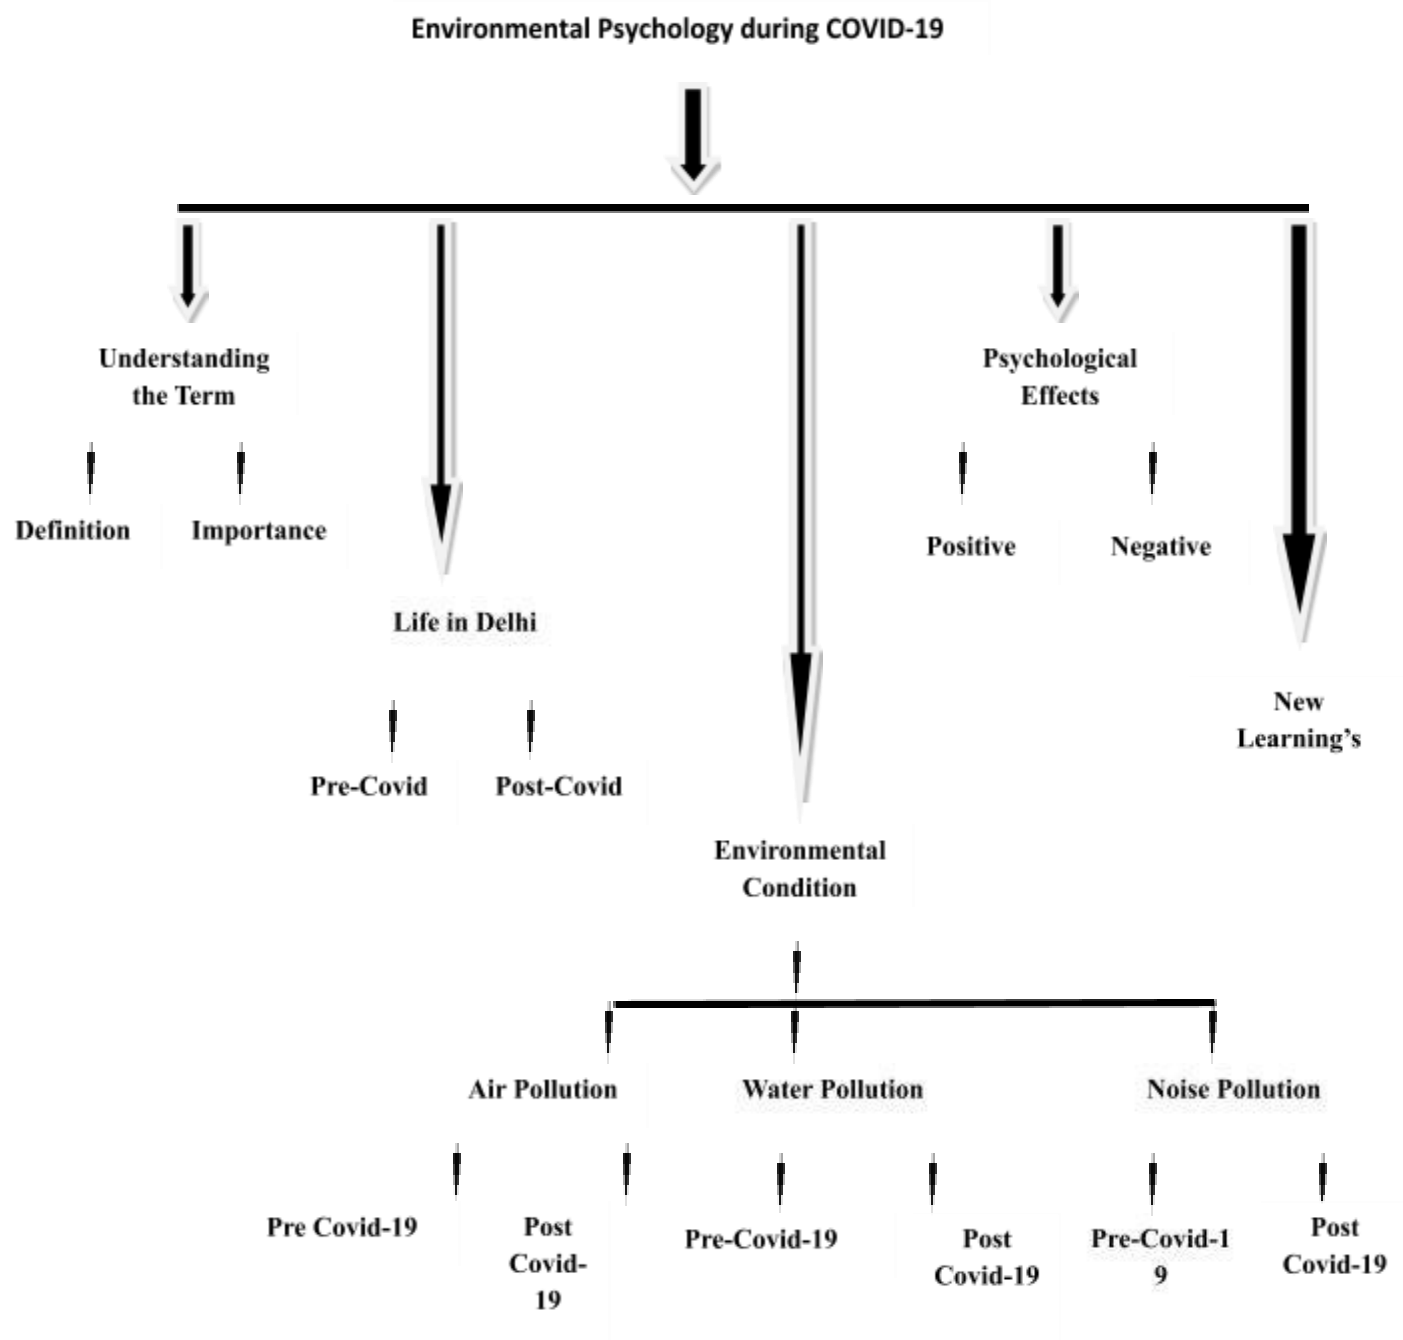 Environmental Psychology during COVID-19
Understanding
the Term
Psychological
Effects
Definition
Importance
Positive
Negative
Life in Delhi
New
Learning’s
Pre-Covid
Post-Covid
Environmental
Condition
Air Pollution
Water Pollution
Noise Pollution
Pre Covid-19
Post
Covid-
19
Pre-Covid-19
Post
Covid-19
Pre-Covid-1
9
Post
Covid-19